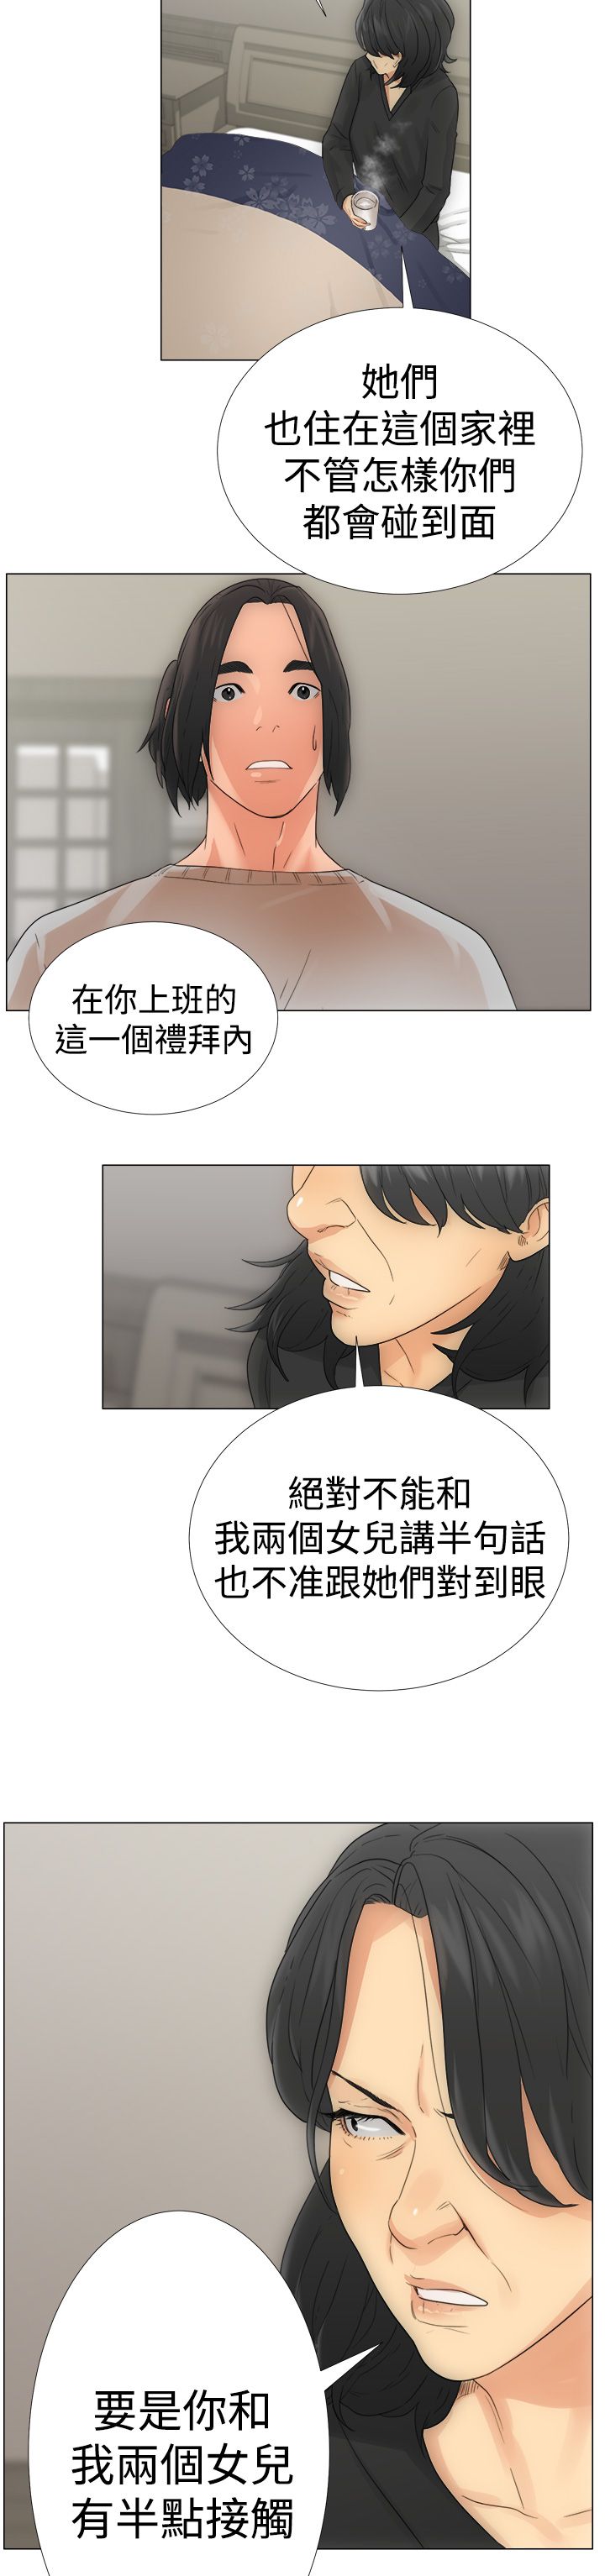 她們
也住在這個家裡
不管怎樣你們
都會碰到面
在你上班的
這一個禮拜內
絕對不能和
我兩個女兒講半句話
也不准跟她們對到眼
要是你和
我兩個女兒
有半點接觸